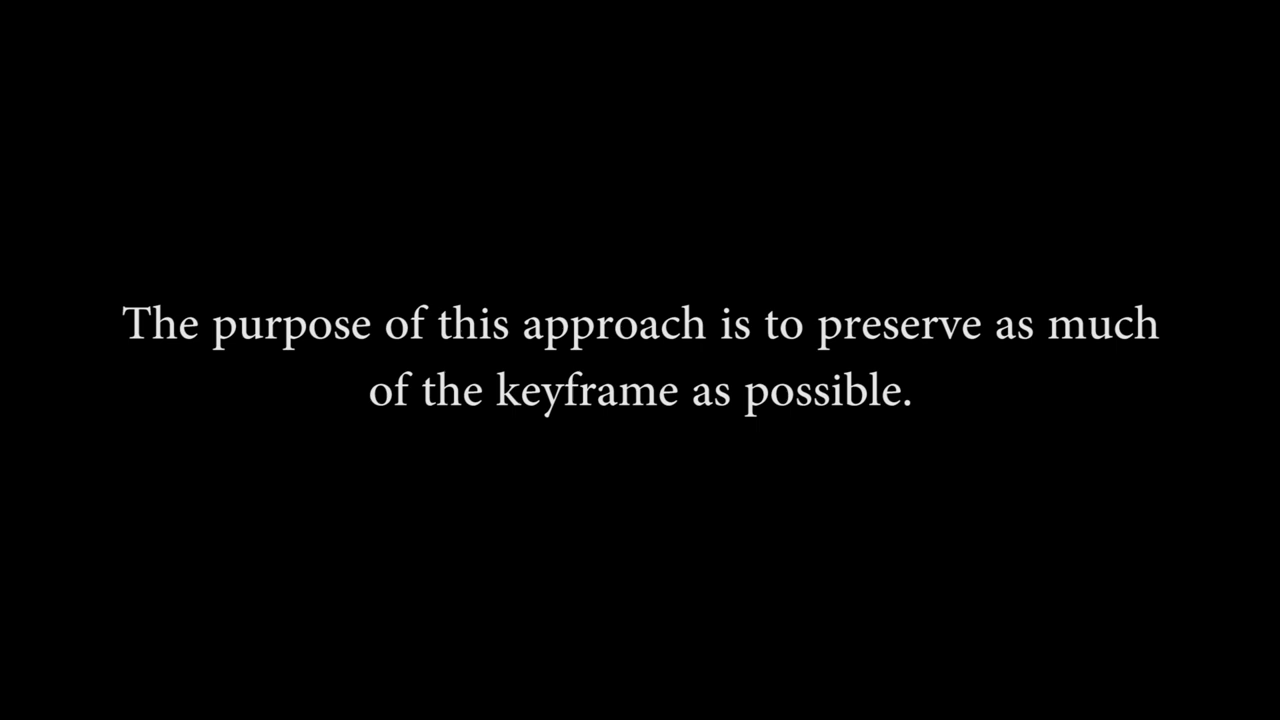 The purpose of this approach is to preserve as much
of the keyframe as possible.